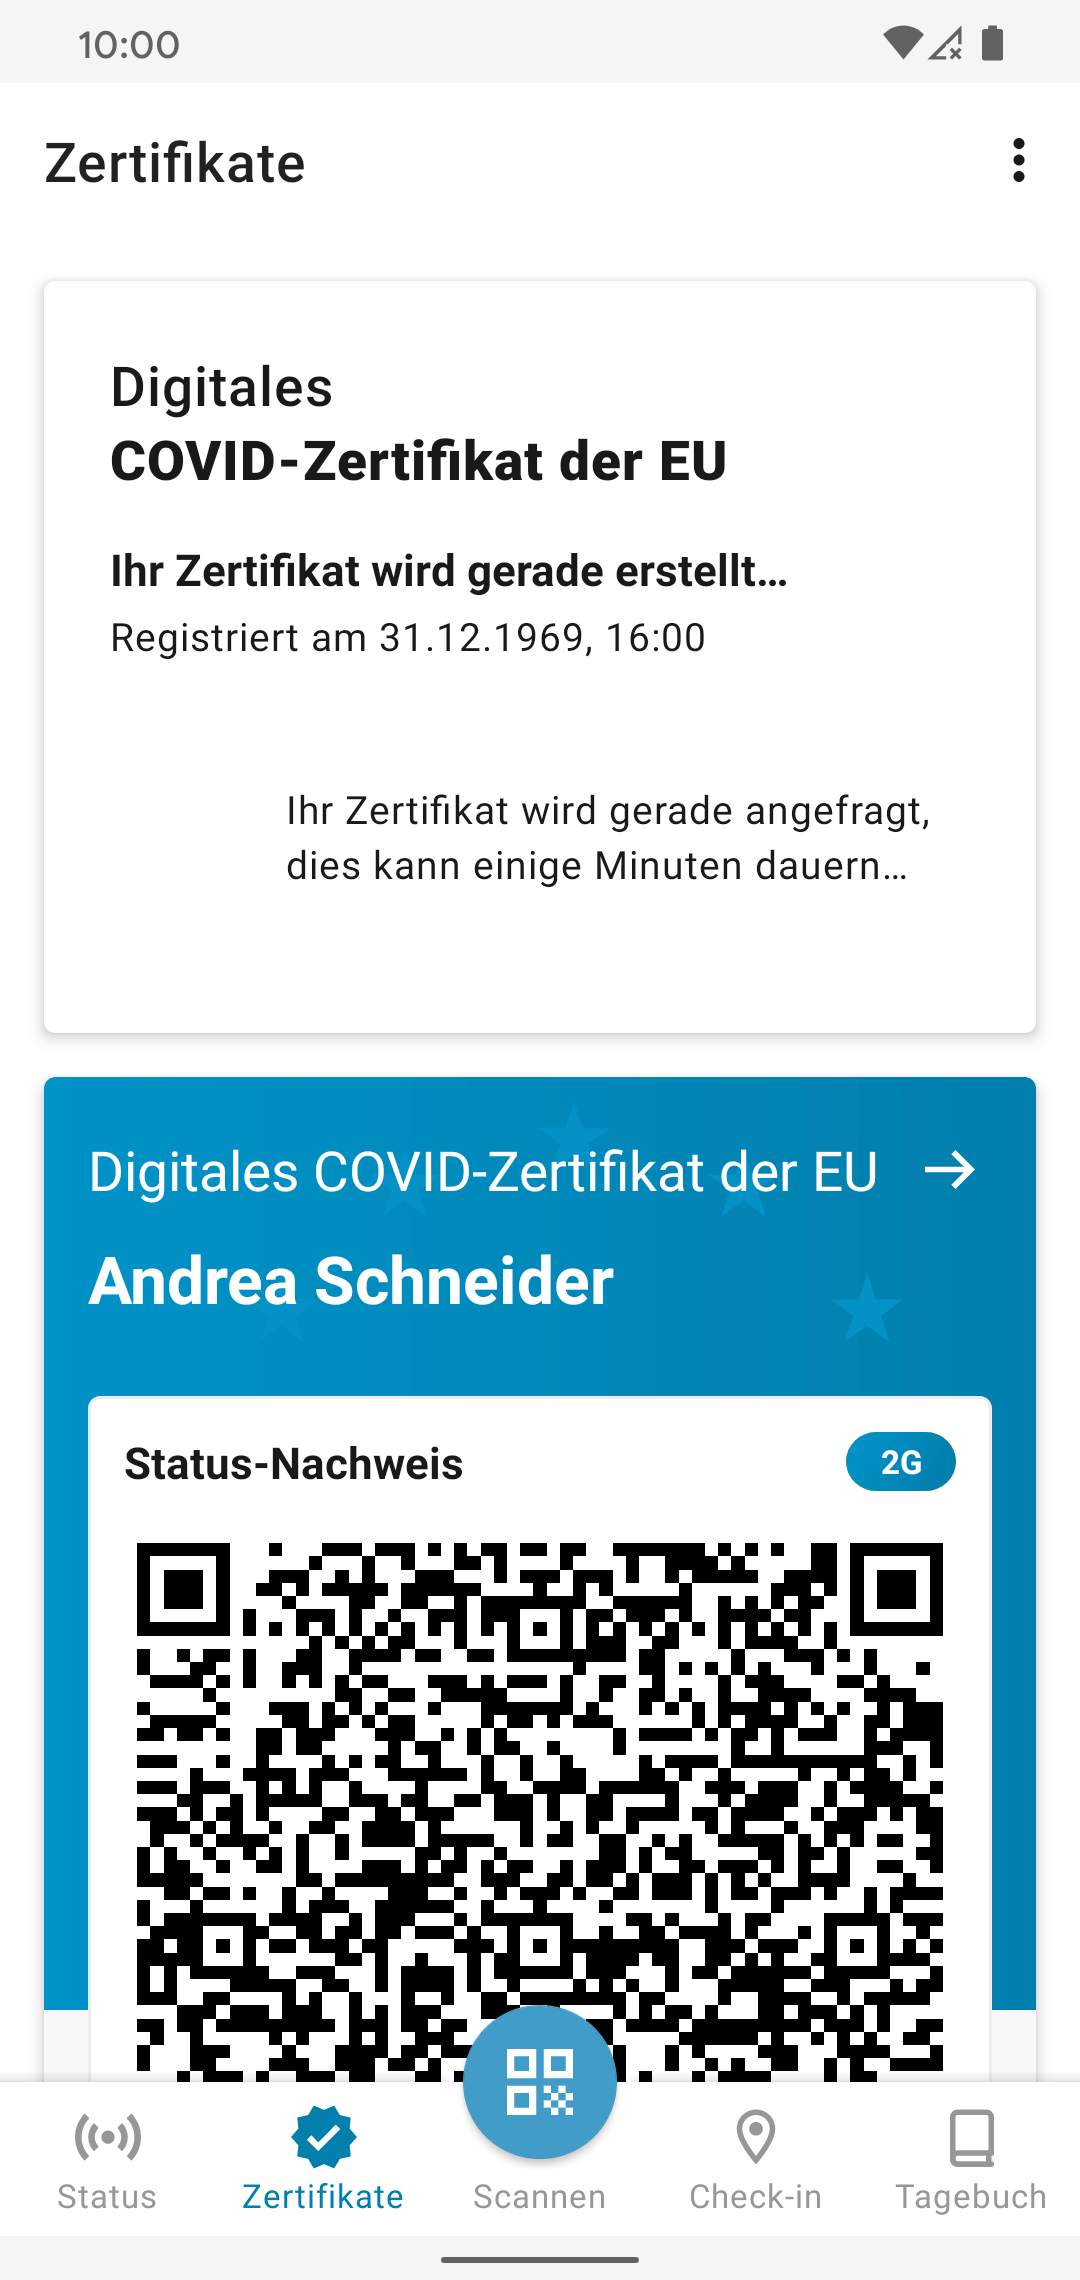 10:00
Zertifikate
Digitales
COVID-Zertifikat der EU
Ihr Zertifikat wird gerade erstellt…
Registriert am 31.12.1969, 16:00
Ihr Zertifikat wird gerade angefragt,
dies kann einige Minuten dauern…
Digitales COVID-Zertifikat der EU
Andrea Schneider
Status-Nachweis
2G
Status
Zertifikate
Scannen
Check-in
Tagebuch